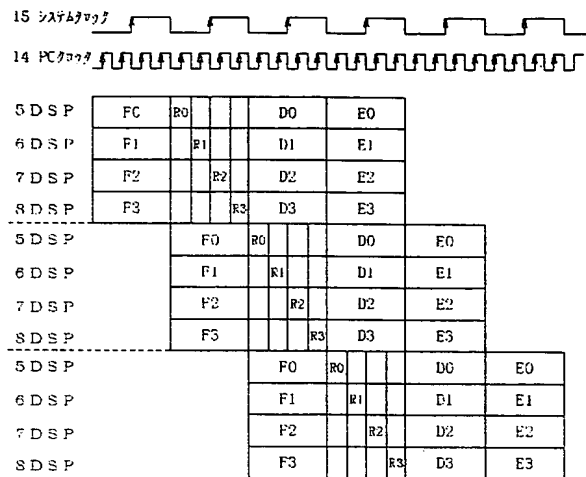 15 システムクロック
14 PCクロック
5DSP FC R0 D0 E0
6DSP F1 R1 D1 E1
7DSP F2 R2 D2 E2
8DSP F3 R3 D3 E3
5DSP F0 R0 D0 E0
6DSP F1 R1 D1 E1
7DSP F2 R2 D2 E2
8DSP F3 R3 D3 E3
5DSP F0 R0 D0 E0
6DSP F1 R1 D1 E1
7DSP F2 R2 D2 E2
8DSP F3 R3 D3 E3